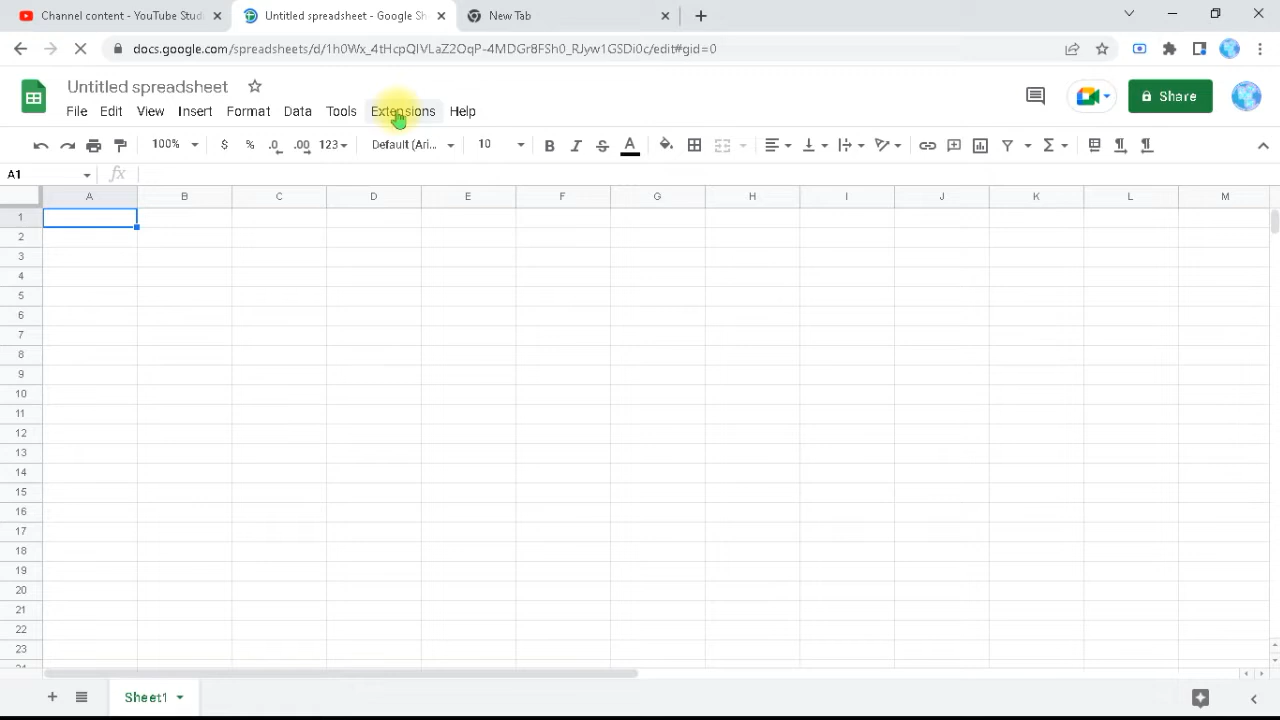 Channel content - YouTube Stud
Untitled spreadsheet - Google Sh
New Tab
docs.google.com/spreadsheets/d/1h0Wx_4tHcpQIVLaZ2OqP-4MDGr8FSh0_RJyw1GSDi0c/edit#gid=0
Untitled spreadsheet
File Edit View Insert Format Data Tools Extensions Help
Share
100% $ % .0 .00 123 Default (Ari... 10 B I S A
A1 fx
A B C D E F G H I J K L M
1
2
3
4
5
6
7
8
9
10
11
12
13
14
15
16
17
18
19
20
21
22
23
Sheet1